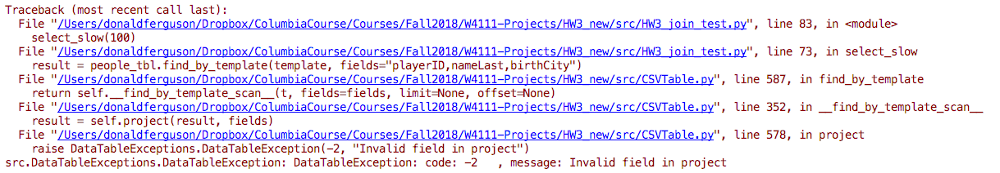 Traceback (most recent call last):
File "/Users/donaldferguson/Dropbox/ColumbiaCourse/Courses/Fall2018/W4111-Projects/HW3_new/src/HW3_join_test.py", line 83, in <module>
select_slow(100)
File "/Users/donaldferguson/Dropbox/ColumbiaCourse/Courses/Fall2018/W4111-Projects/HW3_new/src/HW3_join_test.py", line 73, in select_slow
result = people_tbl.find_by_template(template, fields="playerID,nameLast,birthCity")
File "/Users/donaldferguson/Dropbox/ColumbiaCourse/Courses/Fall2018/W4111-Projects/HW3_new/src/CSVTable.py", line 587, in find_by_template
return self.__find_by_template_scan__(t, fields=fields, limit=None, offset=None)
File "/Users/donaldferguson/Dropbox/ColumbiaCourse/Courses/Fall2018/W4111-Projects/HW3_new/src/CSVTable.py", line 352, in __find_by_template_scan__
result = self.project(result, fields)
File "/Users/donaldferguson/Dropbox/ColumbiaCourse/Courses/Fall2018/W4111-Projects/HW3_new/src/CSVTable.py", line 578, in project
raise DataTableExceptions.DataTableException(-2, "Invalid field in project")
src.DataTableExceptions.DataTableException: DataTableException: code: -2   , message: Invalid field in project